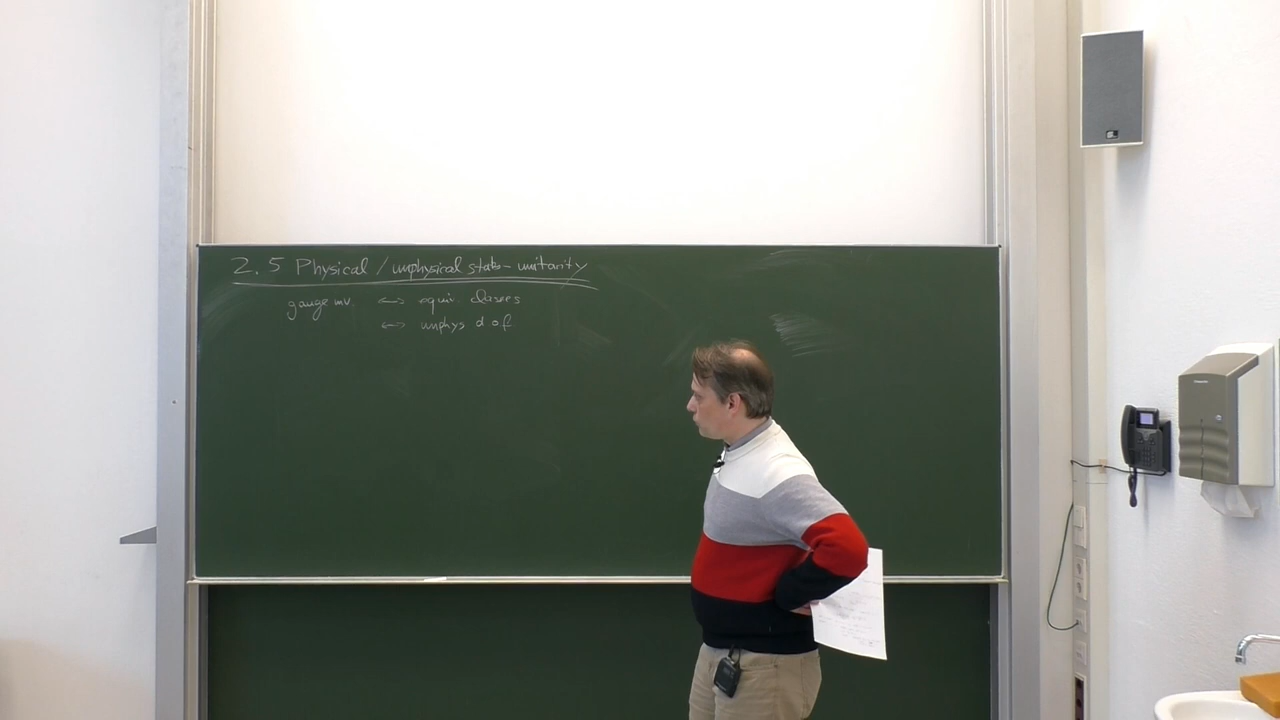 2.5 Physical / unphysical states - unitarity
gauge inv. <-> equiv. classes
<-> unphys d o f